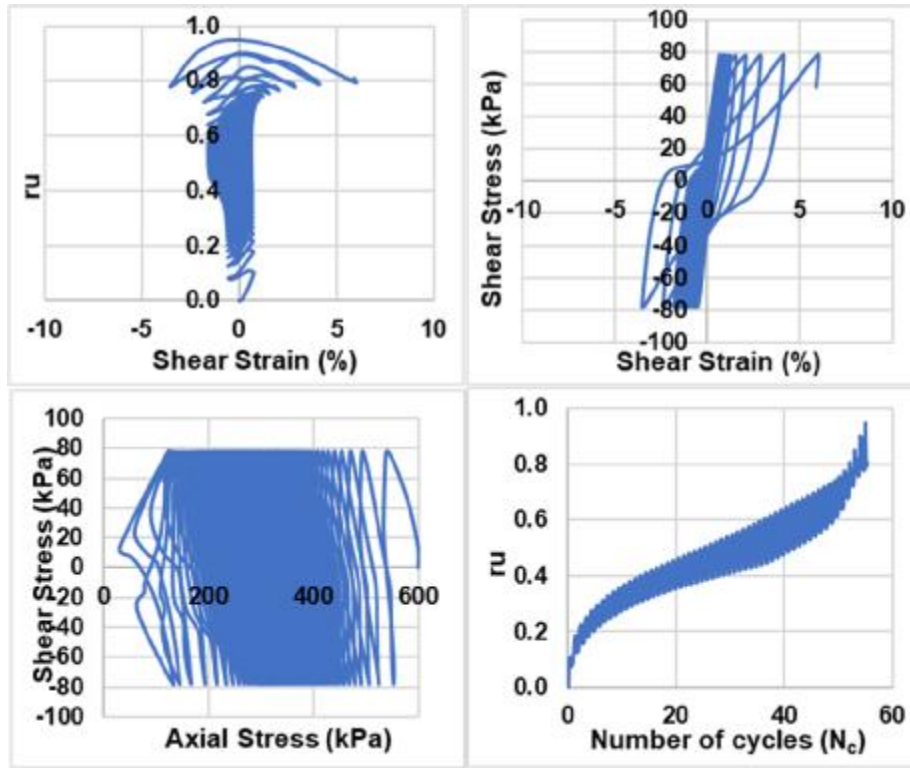 1.0
0.8
0.6
0.4
0.2
0.0
ru
-10 -5 0 5 10
Shear Strain (%)
100
80
60
40
20
0
-20
-40
-60
-80
-100
Shear Stress (kPa)
-10 -5 0 5 10
Shear Strain (%)
100
80
60
40
20
0
-20
-40
-60
-80
-100
Shear Stress (kPa)
0 200 400 600
Axial Stress (kPa)
1.0
0.8
0.6
0.4
0.2
0.0
ru
0 20 40 60
Number of cycles (Nc)